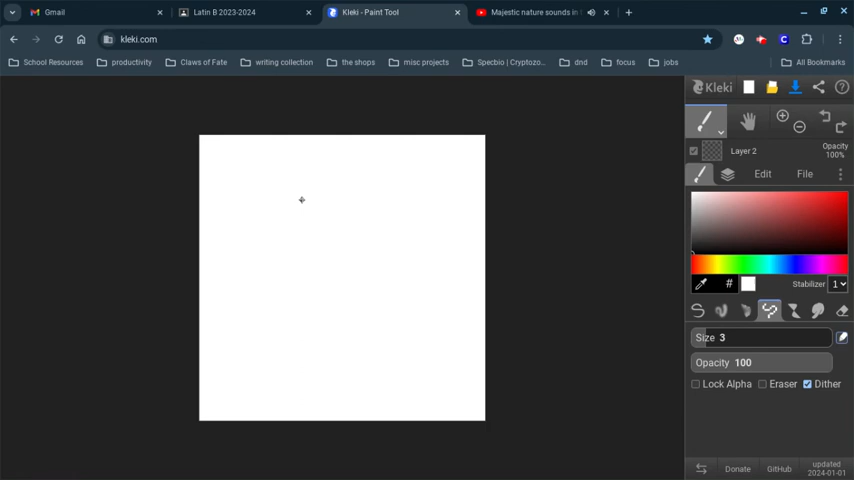 Gmail
Latin B 2023-2024
Kleki - Paint Tool
Majestic nature sounds in
kleki.com
School Resources
productivity
Claws of Fate
writing collection
the shops
misc projects
Specbio | Cryptozo...
dnd
focus
jobs
All Bookmarks
Kleki
Layer 2
Opacity
100%
Edit
File
#
Stabilizer
1
Size 3
Opacity 100
Lock Alpha
Eraser
Dither
Donate
GitHub
updated
2024-01-01